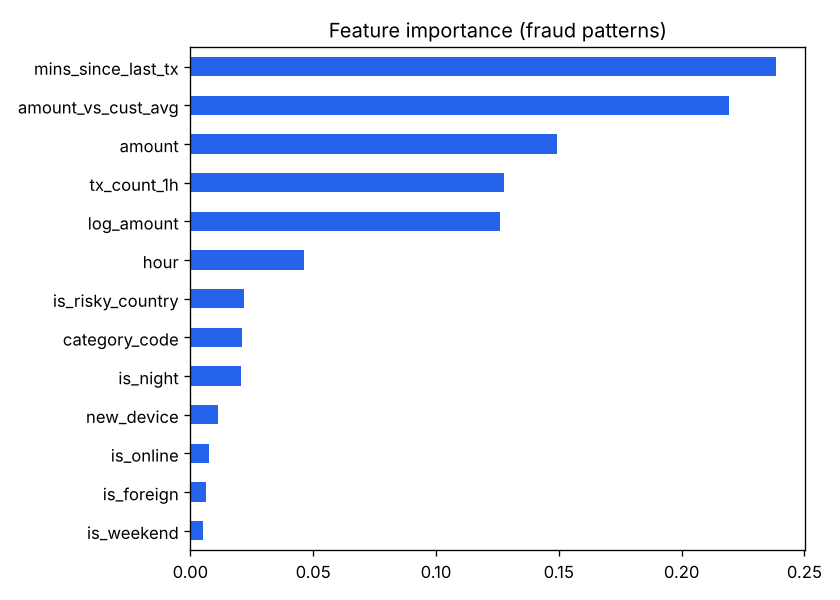 Feature importance (fraud patterns)
mins_since_last_tx
amount_vs_cust_avg
amount
tx_count_1h
log_amount
hour
is_risky_country
category_code
is_night
new_device
is_online
is_foreign
is_weekend
0.00 0.05 0.10 0.15 0.20 0.25